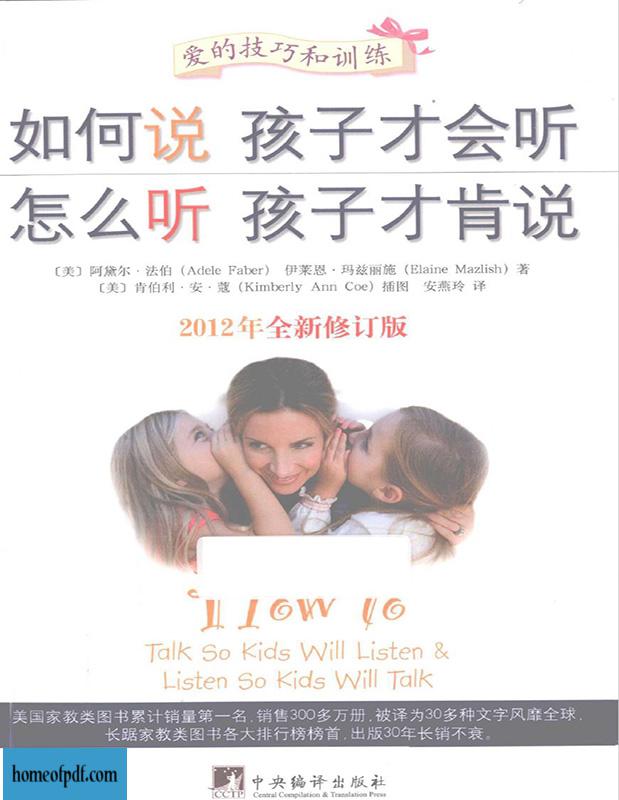 爱的技巧和训练
如何说 孩子才会听
怎么听 孩子才肯说
〔美〕阿黛尔·法伯(Adele Faber) 伊莱恩·玛兹丽施(Elaine Mazlish)著
〔美〕肯伯利·安·蔻(Kimberly Ann Coe)插图 安燕玲 译
2012年全新修订版
How to
Talk So Kids Will Listen &
Listen So Kids Will Talk
美国家教类图书累计销量第一名,销售300多万册,被译为30多种文字风靡全球,
长踞家教类图书各大排行榜榜首,出版30年长销不衰。
homeofpdf.com
CCTP
中央编译出版社
Central Compilation & Translation Press